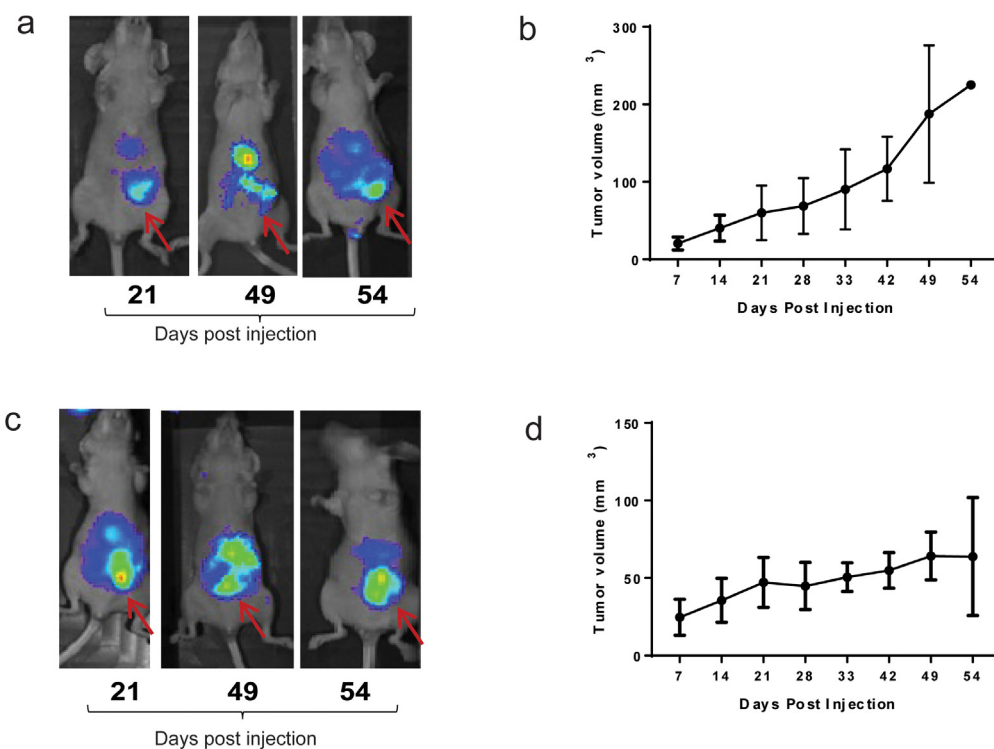 a
21 49 54
Days post injection
b
Tumor volume (mm 3)
300
200
100
0
7 14 21 28 33 42 49 54
Days Post Injection
c
21 49 54
Days post injection
d
Tumor volume (mm 3)
150
100
50
0
7 14 21 28 33 42 49 54
Days Post Injection